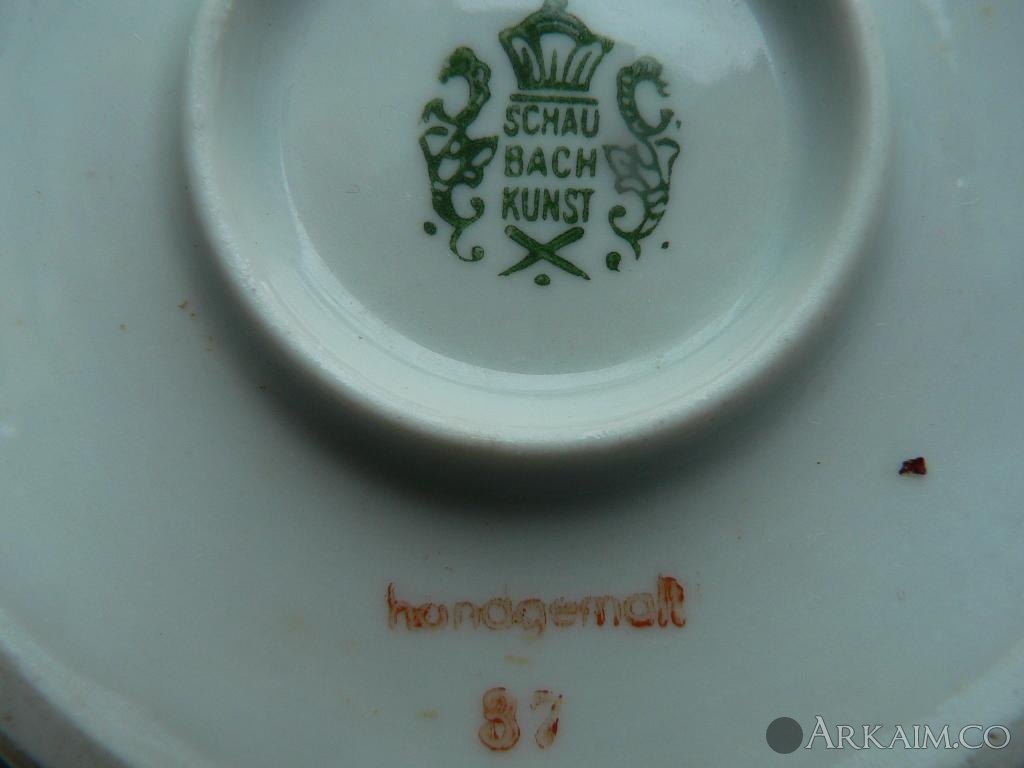 SCHAU
BACH
KUNST
handgemalt
87
ARKAIM.CO